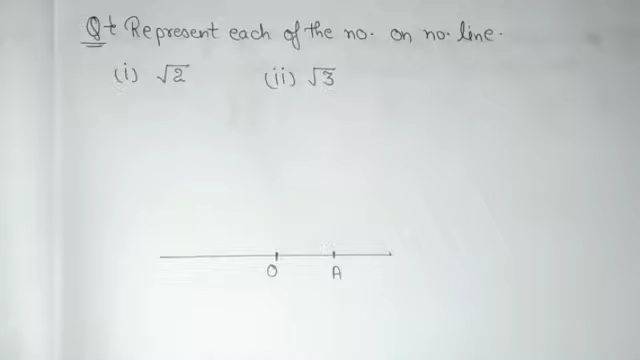 Q† Represent each of the no. on no. line.
(i) √2 (ii) √3
O A